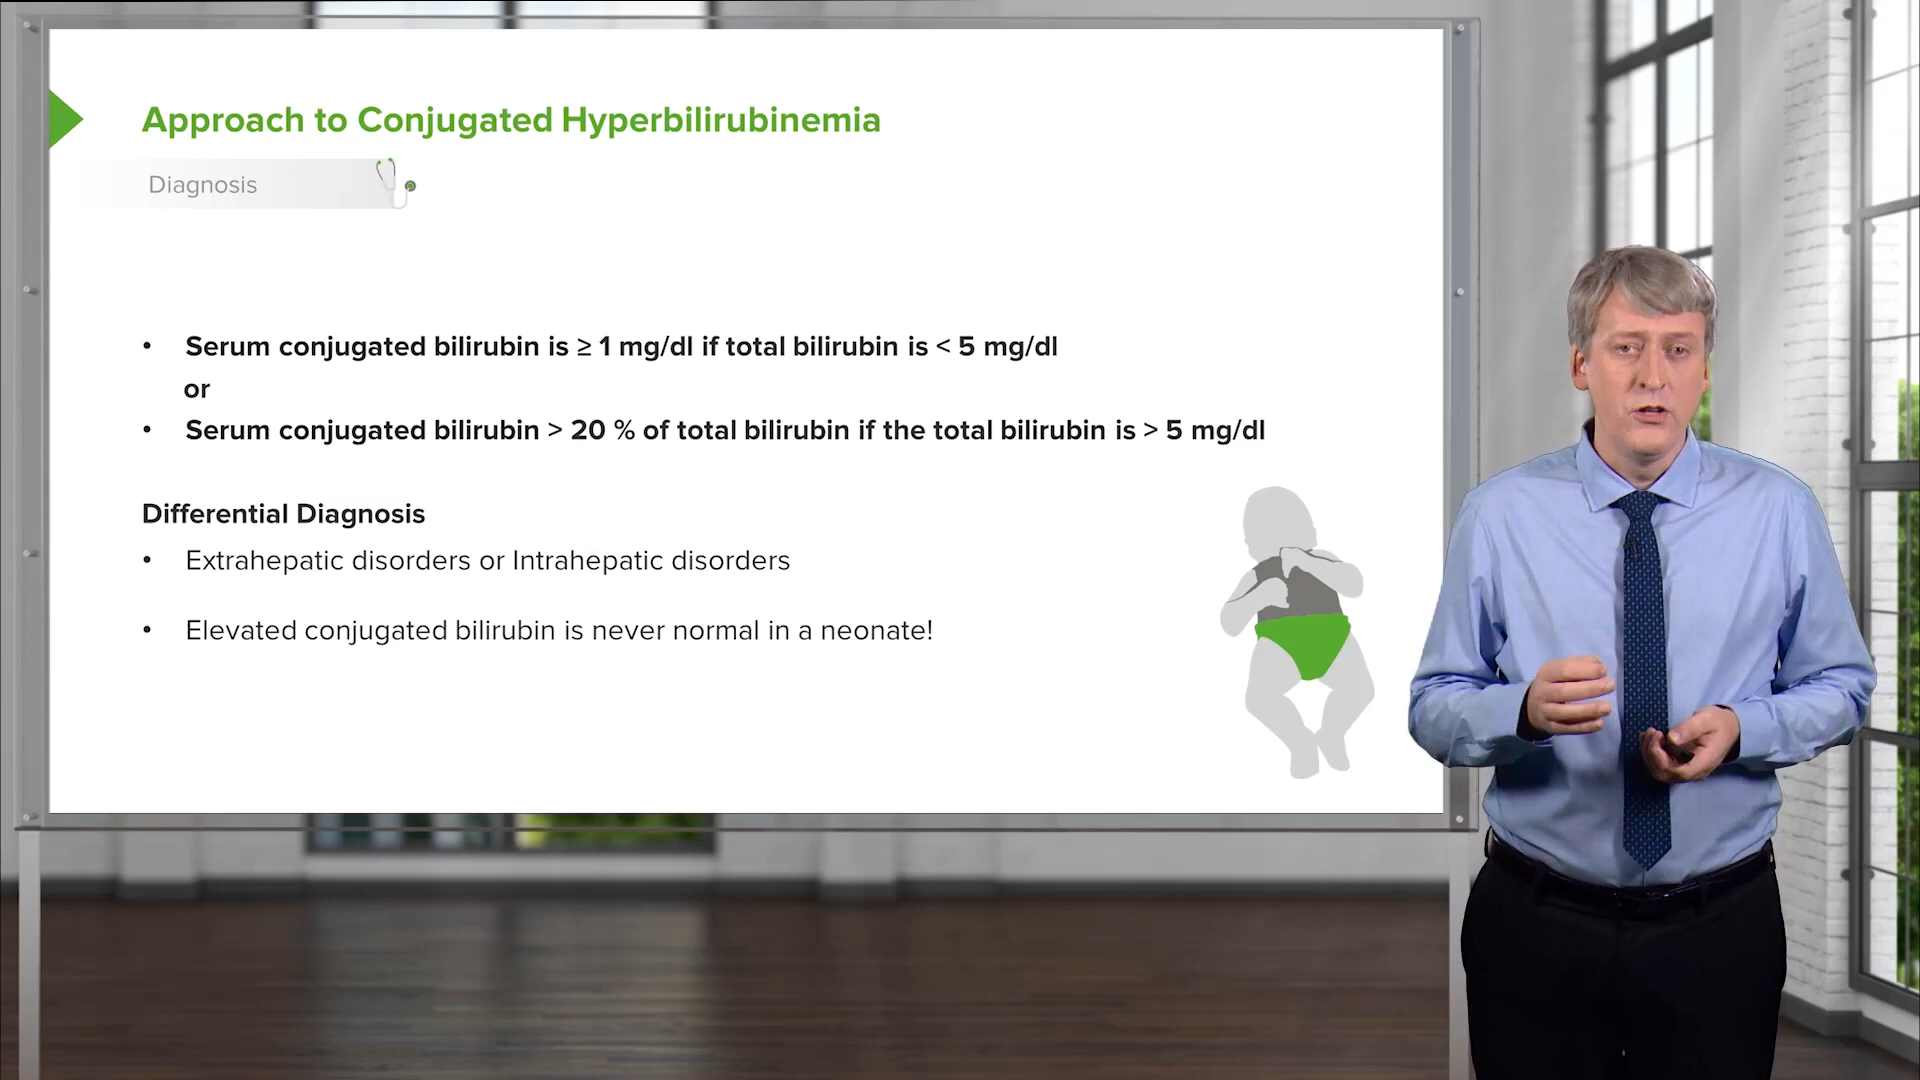 Approach to Conjugated Hyperbilirubinemia
Diagnosis
• Serum conjugated bilirubin is ≥ 1 mg/dl if total bilirubin is < 5 mg/dl
or
• Serum conjugated bilirubin > 20 % of total bilirubin if the total bilirubin is > 5 mg/dl
Differential Diagnosis
• Extrahepatic disorders or Intrahepatic disorders
• Elevated conjugated bilirubin is never normal in a neonate!